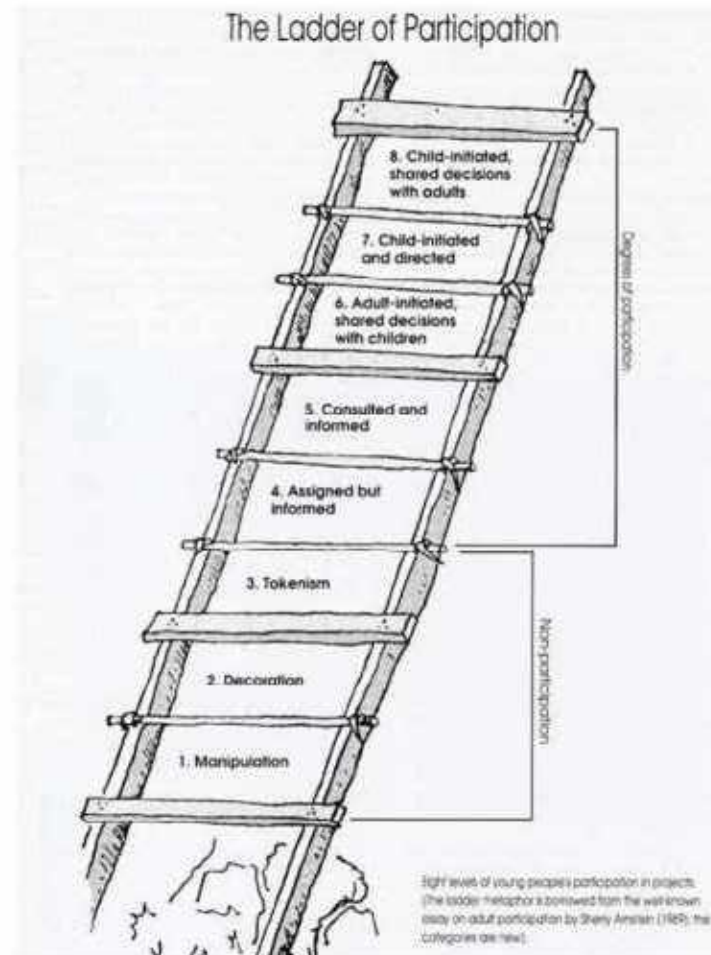 The Ladder of Participation
8. Child-initiated,
shared decisions
with adults
7. Child-initiated
and directed
6. Adult-initiated,
shared decisions
with children
5. Consulted and
informed
4. Assigned but
informed
3. Tokenism
2. Decoration
1. Manipulation
Degrees of participation
Non-participation
Eight levels of young people's participation in projects.
(The ladder metaphor is borrowed from the well-known
essay on adult participation by Sherry Arnstein (1969); the
categories are new).